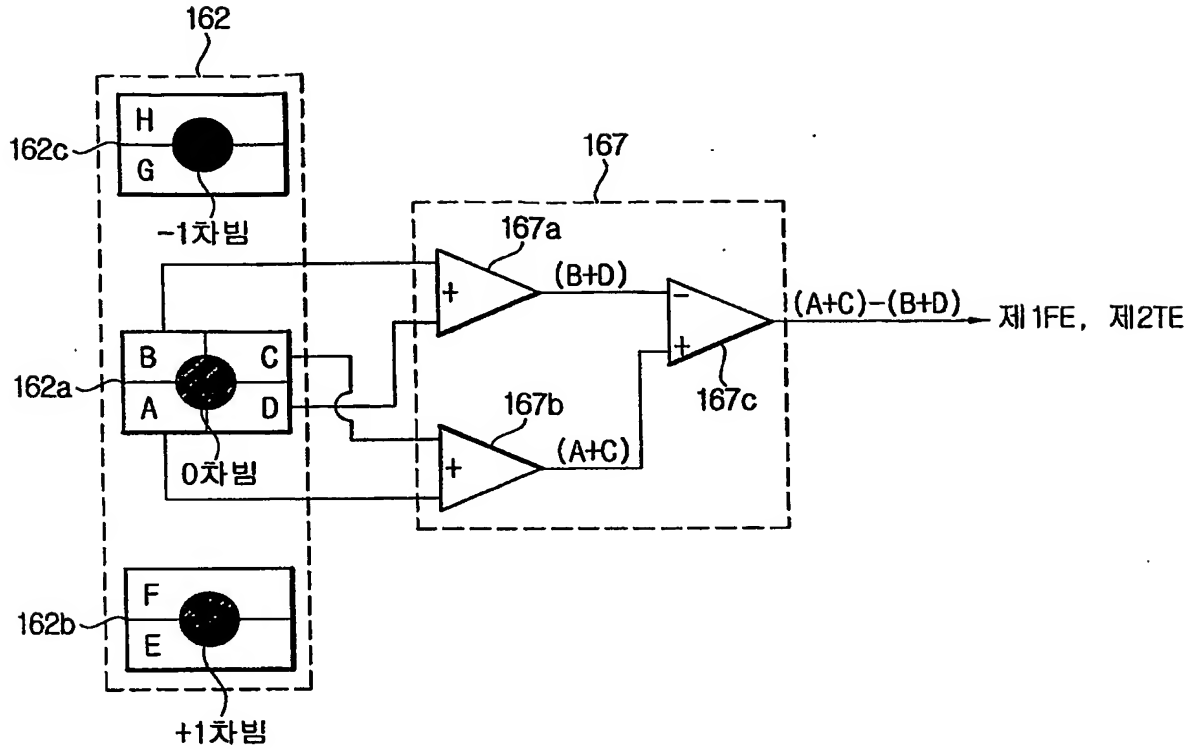 162
H
162c
G
-1차빔
167
167a
+
(B+D)
-
(A+C)-(B+D)
제1FE, 제2TE
+
167c
B
C
162a
A
D
0차빔
167b
+
(A+C)
F
162b
E
+1차빔